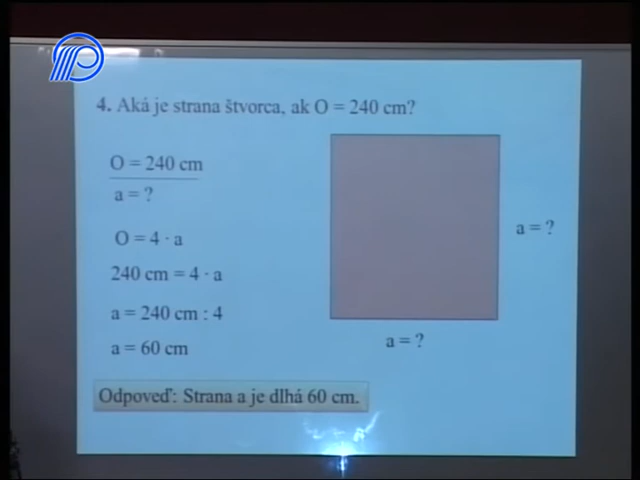 4. Aká je strana štvorca, ak O = 240 cm?
O = 240 cm
a = ?
O = 4 · a
240 cm = 4 · a
a = 240 cm : 4
a = 60 cm
a = ?
a = ?
Odpoveď: Strana a je dlhá 60 cm.